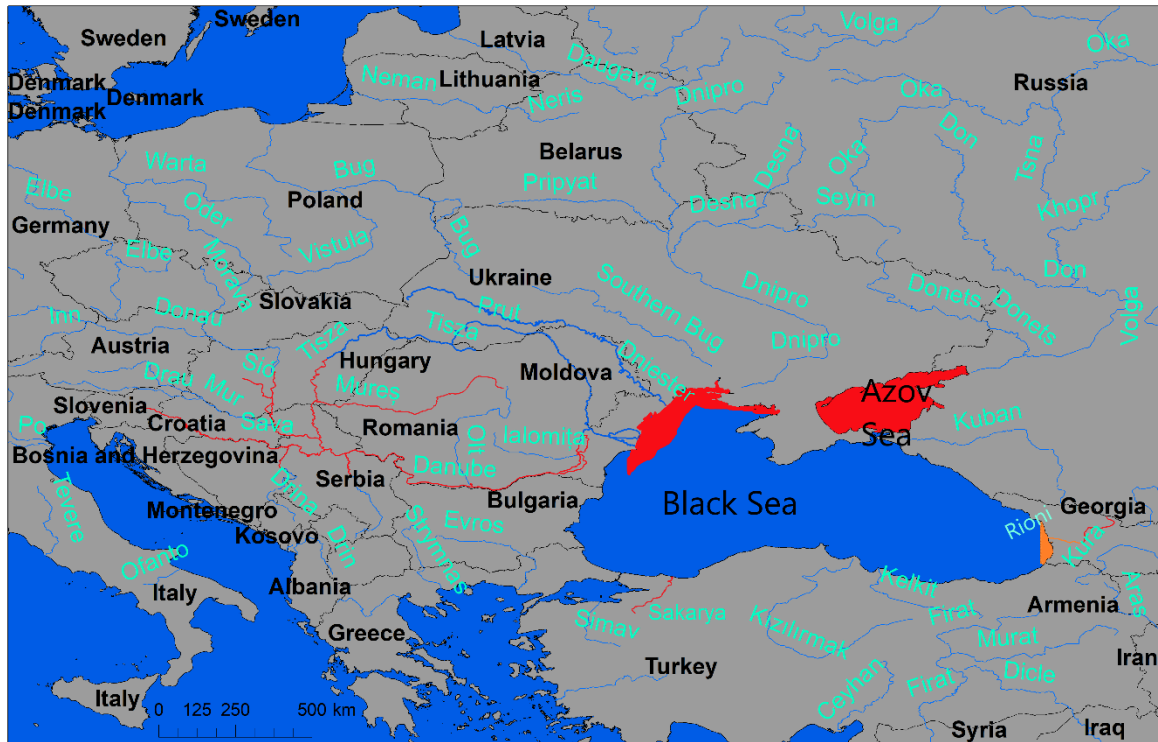 Sweden
Sweden
Volga
Oka
Latvia
Daugava
Denmark
Neman
Lithuania
Dnipro
Russia
Denmark
Neris
Oka
Denmark
Don
Belarus
Desna
Oka
Tsna
Warta
Bug
Pripyat
Elbe
Poland
Desna
Seym
Khopr
Oder
Germany
Vistula
Bug
Elbe
Morava
Ukraine
Southern Bug
Dnipro
Donets
Don
Slovakia
Prut
Donets
Volga
Inn
Donau
Tisza
Tisza
Dnipro
Austria
Sió
Hungary
Moldova
Dniester
Drau
Mur
Mures
Azov
Slovenia
Croatia
Sava
Romania
Olt
Ialomita
Sea
Kuban
Po
Bosnia and Herzegovina
Danube
Drina
Serbia
Bulgaria
Black Sea
Georgia
Tevere
Montenegro
Evros
Rioni
Kosovo
Drin
Strymnas
Kura
Ofanto
Albania
Kelkit
Aras
Italy
Sakarya
Firat
Armenia
Greece
Simav
Kızılırmak
Murat
Turkey
Iran
Italy
Ceyhan
Firat
Dicle
0 125 250 500 km
Syria
Iraq